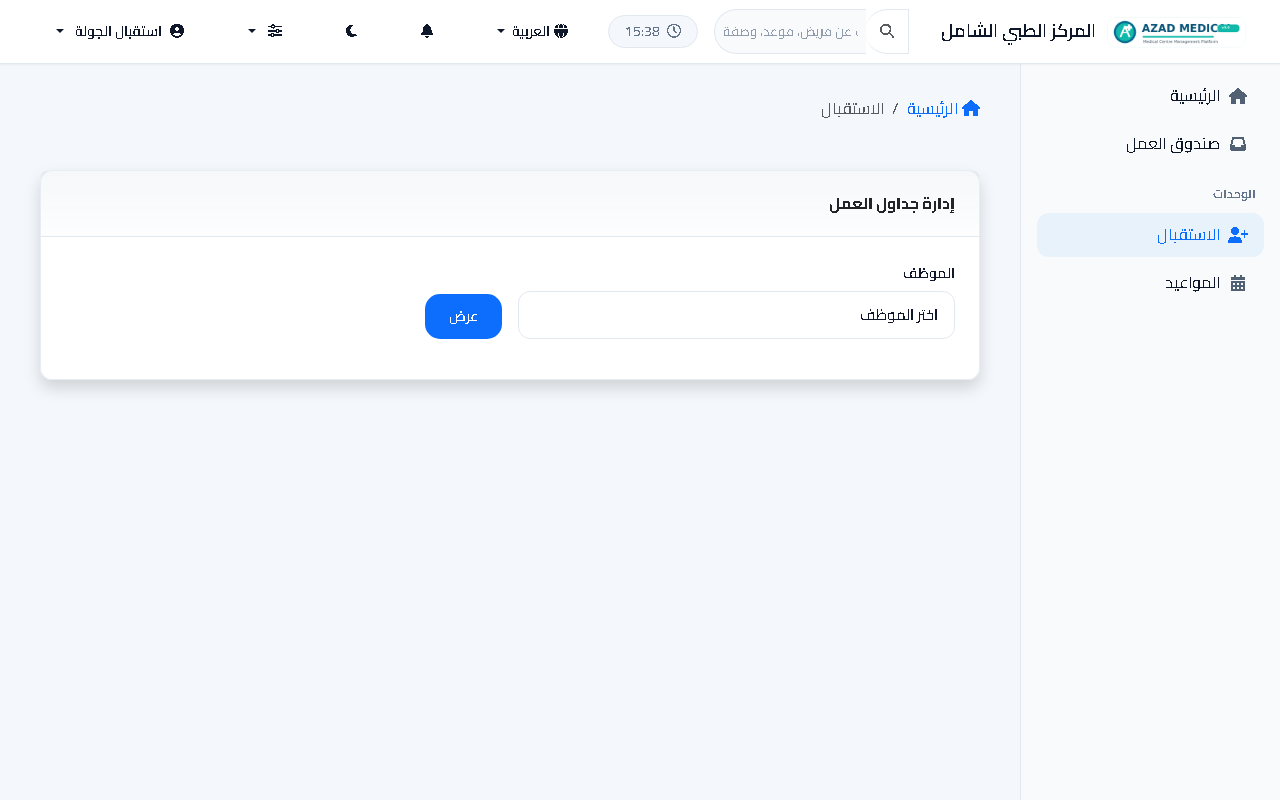 AZAD MEDIC
Medical Centre Management Platform
المركز الطبي الشامل
عن مريض، موعد، وصفة
15:38
العربية
استقبال الجولة
الرئيسية
صندوق العمل
الوحدات
الاستقبال
المواعيد
الرئيسية / الاستقبال
إدارة جداول العمل
الموظف
اختر الموظف
عرض